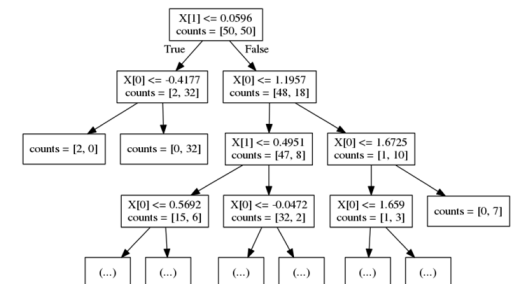 X[1] <= 0.0596
counts = [50, 50]
True
False
X[0] <= -0.4177
counts = [2, 32]
X[0] <= 1.1957
counts = [48, 18]
counts = [2, 0]
counts = [0, 32]
X[1] <= 0.4951
counts = [47, 8]
X[0] <= 1.6725
counts = [1, 10]
X[0] <= 0.5692
counts = [15, 6]
X[0] <= -0.0472
counts = [32, 2]
X[0] <= 1.659
counts = [1, 3]
counts = [0, 7]
(...)
(...)
(...)
(...)
(...)
(...)